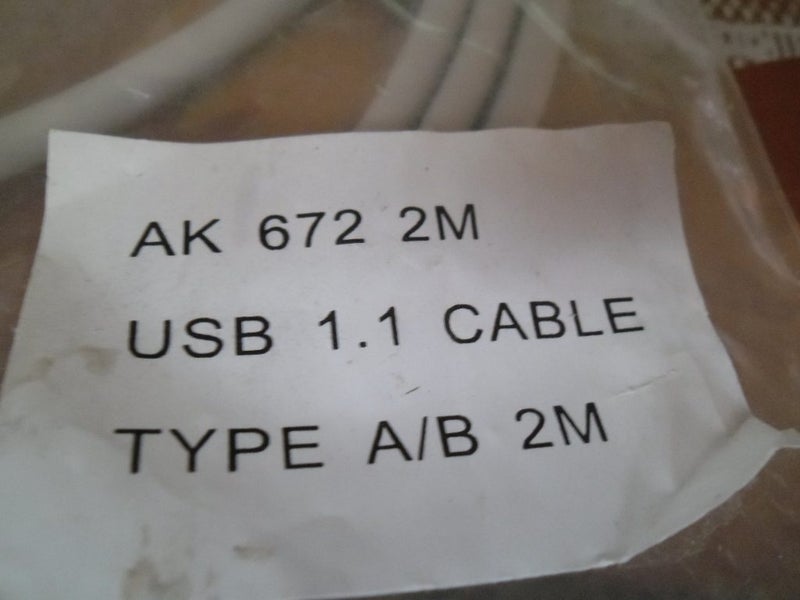 AK 672 2M
USB 1.1 CABLE
TYPE A/B 2M